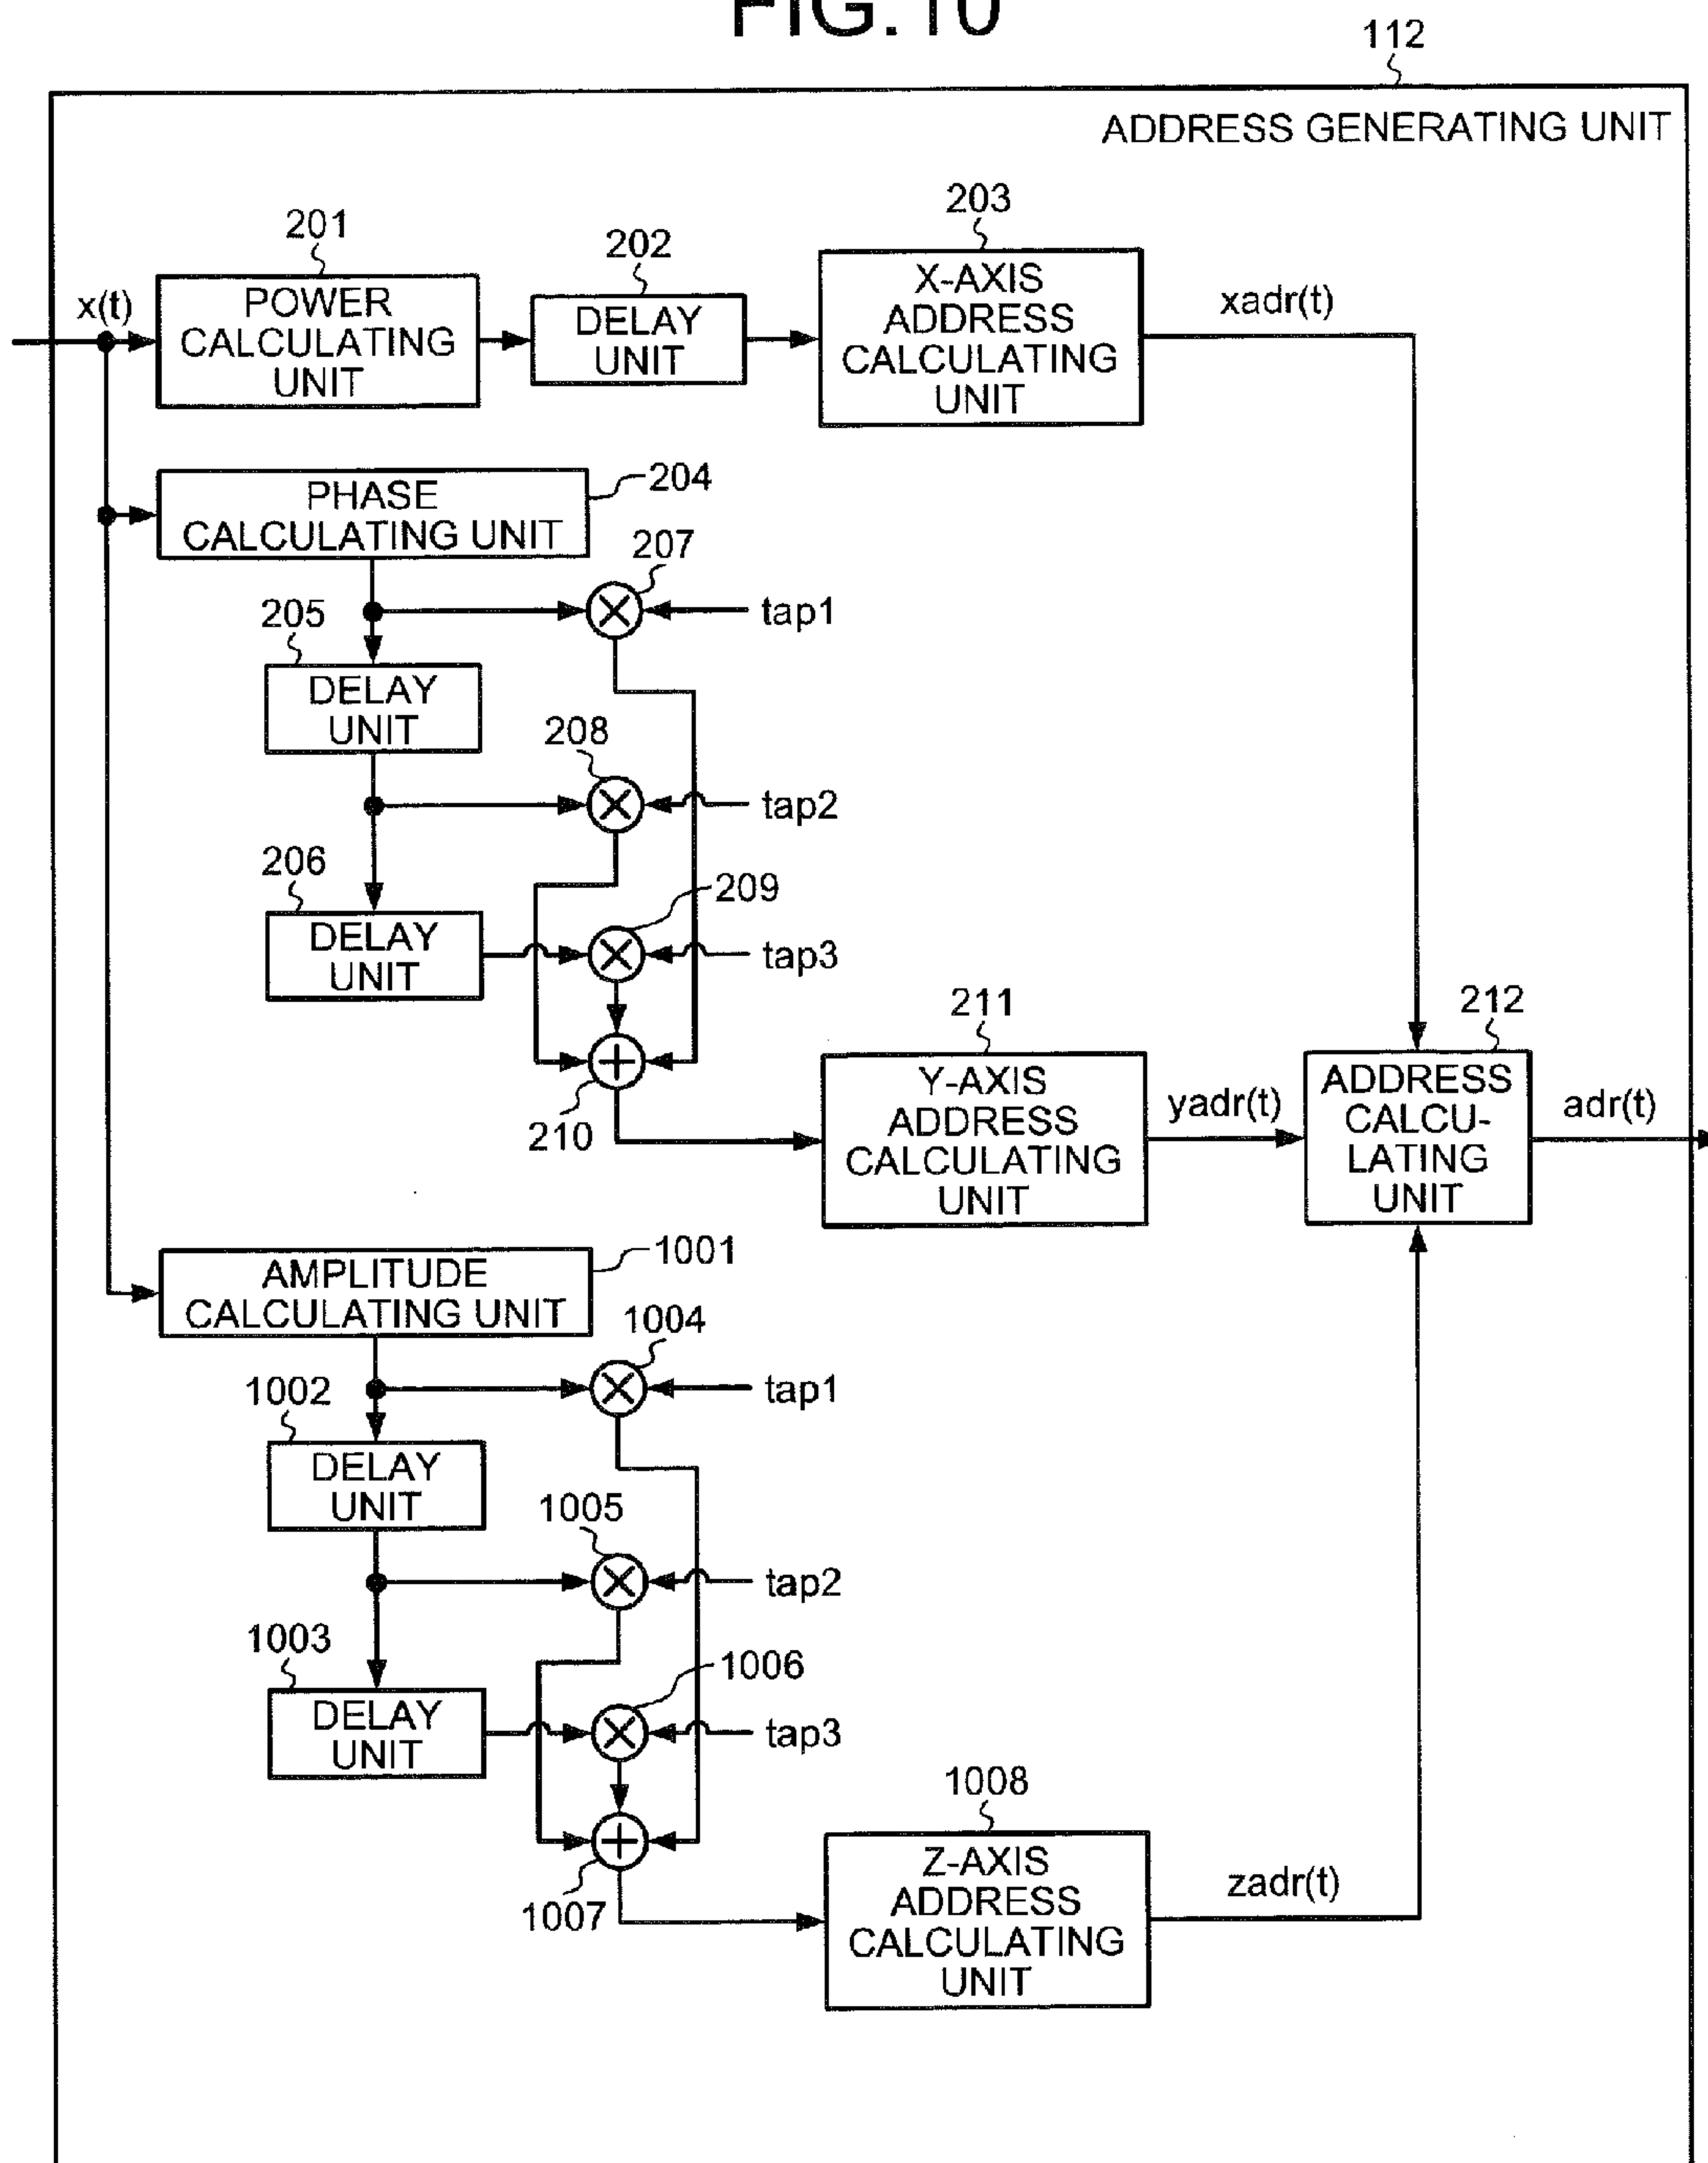 FIG.10
112
ADDRESS GENERATING UNIT
201
202
203
x(t)
POWER
CALCULATING
UNIT
DELAY
UNIT
X-AXIS
ADDRESS
CALCULATING
UNIT
xadr(t)
PHASE
CALCULATING UNIT
204
207
tap1
205
DELAY
UNIT
208
tap2
206
209
DELAY
UNIT
tap3
210
211
Y-AXIS
ADDRESS
CALCULATING
UNIT
yadr(t)
212
ADDRESS
CALCU-
LATING
UNIT
adr(t)
AMPLITUDE
CALCULATING UNIT
1001
1004
tap1
1002
DELAY
UNIT
1005
tap2
1003
1006
DELAY
UNIT
tap3
1007
1008
Z-AXIS
ADDRESS
CALCULATING
UNIT
zadr(t)